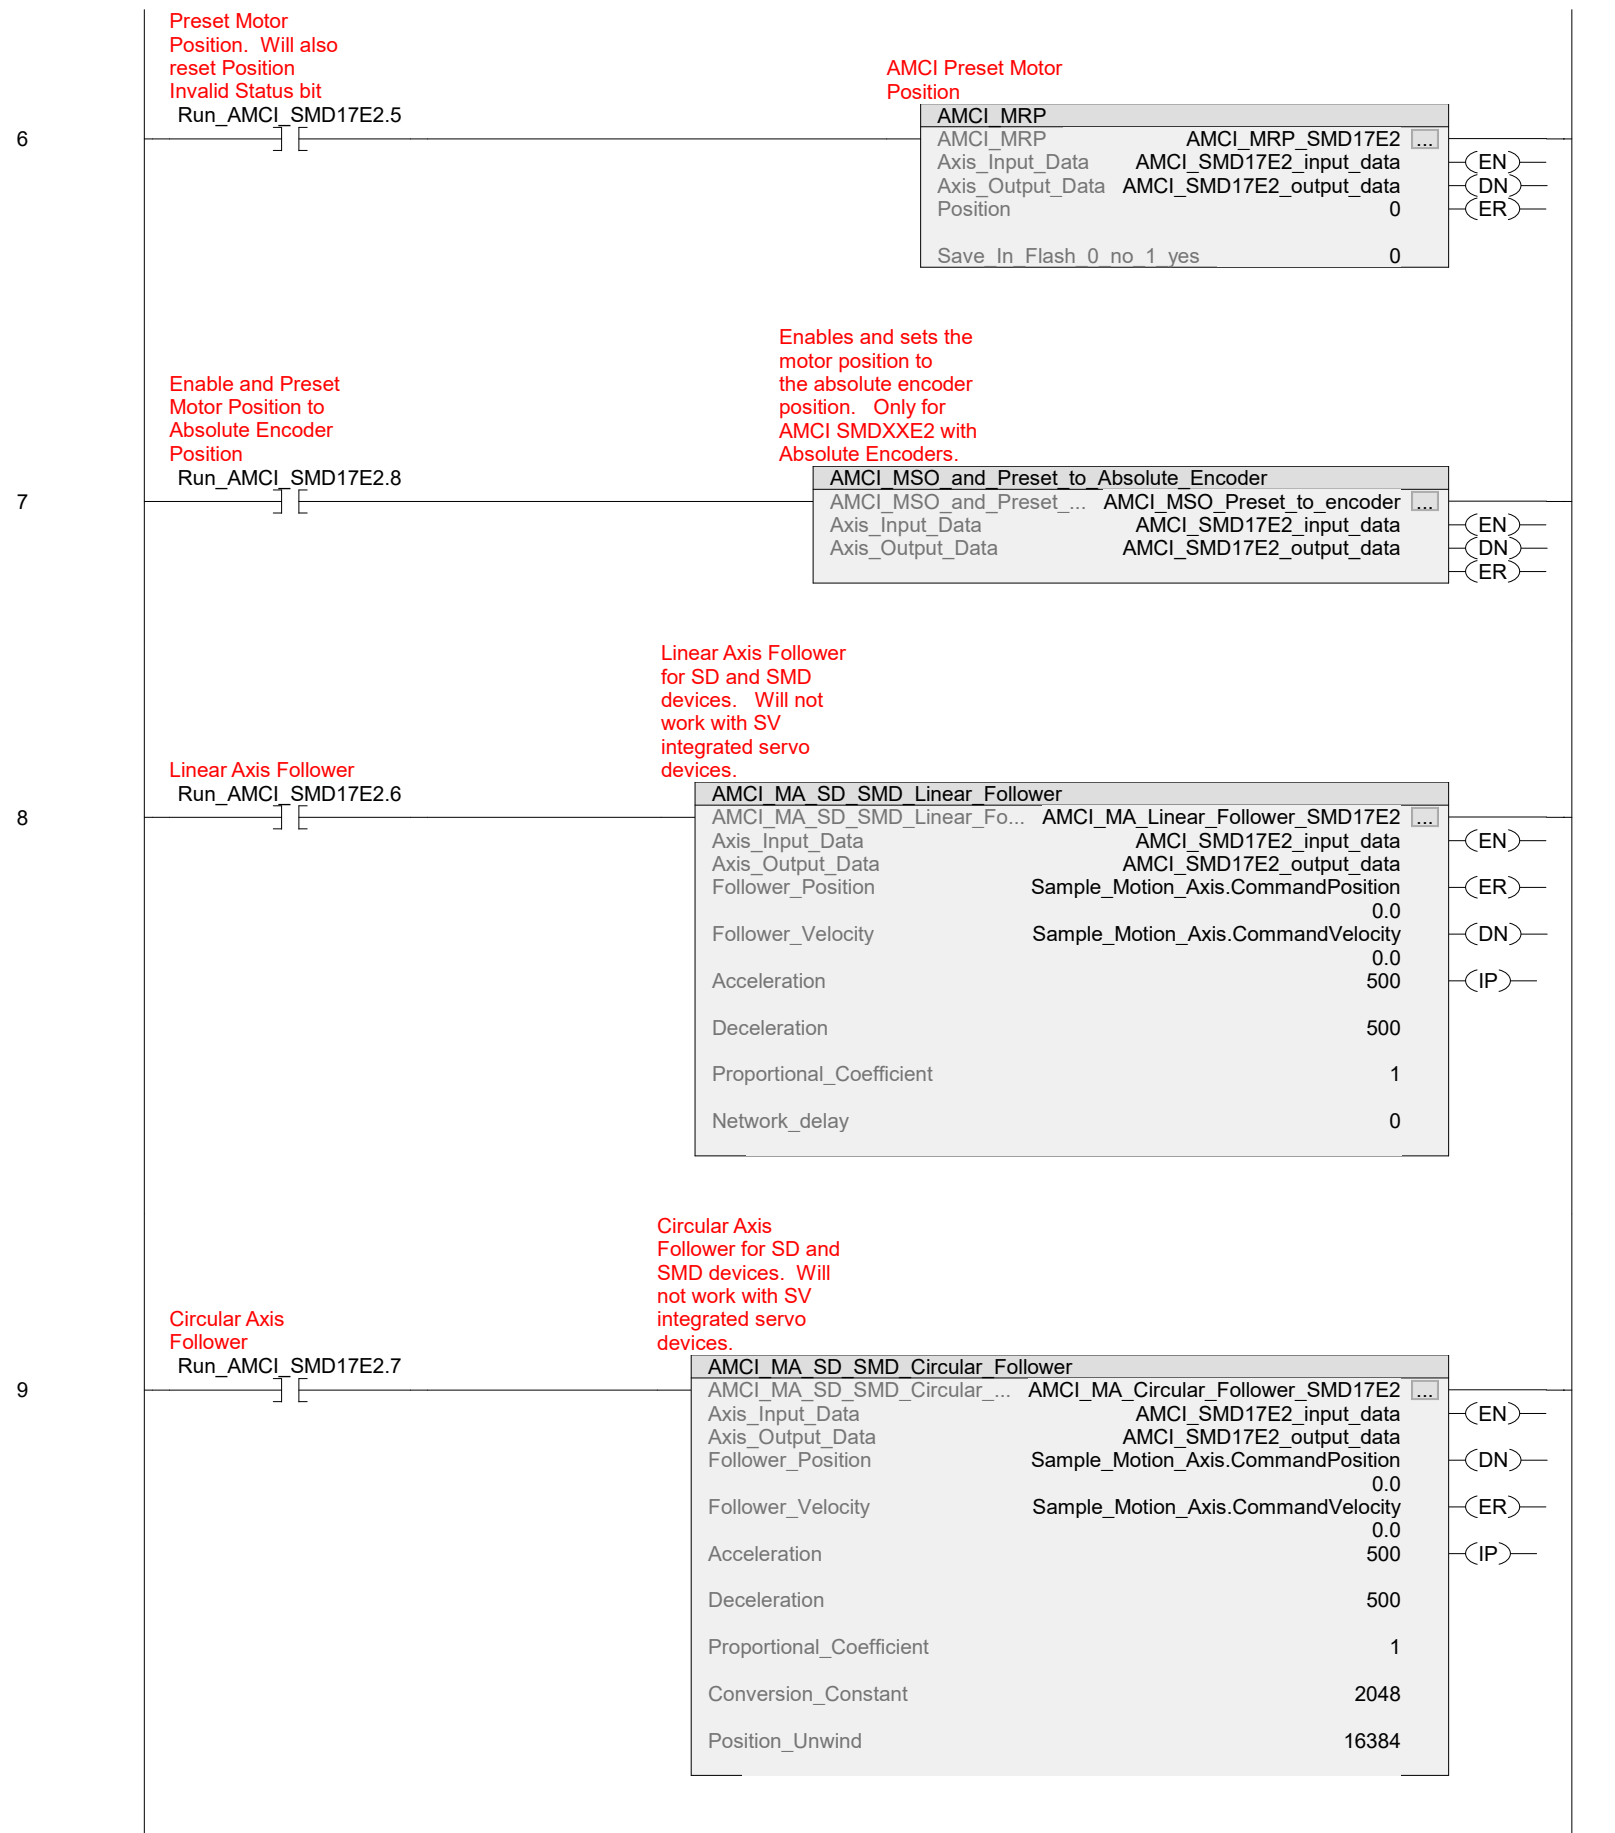 Preset Motor
Position.  Will also
reset Position
Invalid Status bit
Run_AMCI_SMD17E2.5
6
AMCI Preset Motor
Position
AMCI_MRP
AMCI_MRP AMCI_MRP_SMD17E2 ...
Axis_Input_Data AMCI_SMD17E2_input_data
Axis_Output_Data AMCI_SMD17E2_output_data
Position 0
Save_In_Flash_0_no_1_yes 0
EN
DN
ER
Enable and Preset
Motor Position to
Absolute Encoder
Position
Run_AMCI_SMD17E2.8
7
Enables and sets the
motor position to
the absolute encoder
position.   Only for
AMCI SMDXXE2 with
Absolute Encoders.
AMCI_MSO_and_Preset_to_Absolute_Encoder
AMCI_MSO_and_Preset_... AMCI_MSO_Preset_to_encoder ...
Axis_Input_Data AMCI_SMD17E2_input_data
Axis_Output_Data AMCI_SMD17E2_output_data
EN
DN
ER
Linear Axis Follower
Run_AMCI_SMD17E2.6
8
Linear Axis Follower
for SD and SMD
devices.   Will not
work with SV
integrated servo
devices.
AMCI_MA_SD_SMD_Linear_Follower
AMCI_MA_SD_SMD_Linear_Fo... AMCI_MA_Linear_Follower_SMD17E2 ...
Axis_Input_Data AMCI_SMD17E2_input_data
Axis_Output_Data AMCI_SMD17E2_output_data
Follower_Position Sample_Motion_Axis.CommandPosition
0.0
Follower_Velocity Sample_Motion_Axis.CommandVelocity
0.0
Acceleration 500
Deceleration 500
Proportional_Coefficient 1
Network_delay 0
EN
ER
DN
IP
Circular Axis
Follower
Run_AMCI_SMD17E2.7
9
Circular Axis
Follower for SD and
SMD devices.  Will
not work with SV
integrated servo
devices.
AMCI_MA_SD_SMD_Circular_Follower
AMCI_MA_SD_SMD_Circular_... AMCI_MA_Circular_Follower_SMD17E2 ...
Axis_Input_Data AMCI_SMD17E2_input_data
Axis_Output_Data AMCI_SMD17E2_output_data
Follower_Position Sample_Motion_Axis.CommandPosition
0.0
Follower_Velocity Sample_Motion_Axis.CommandVelocity
0.0
Acceleration 500
Deceleration 500
Proportional_Coefficient 1
Conversion_Constant 2048
Position_Unwind 16384
EN
DN
ER
IP